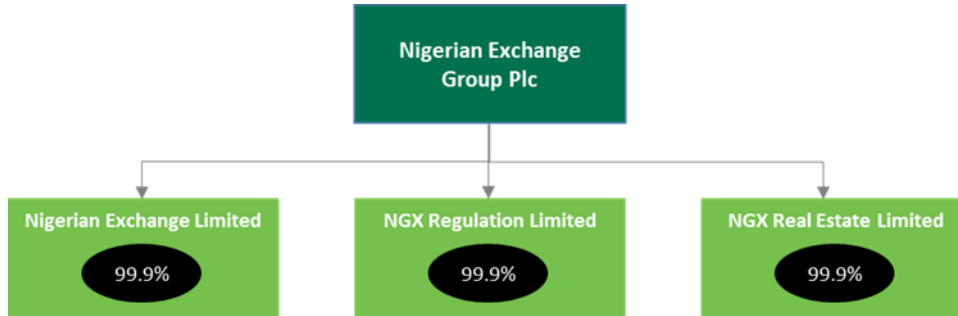 Nigerian Exchange
Group Plc
Nigerian Exchange Limited
99.9%
NGX Regulation Limited
99.9%
NGX Real Estate Limited
99.9%